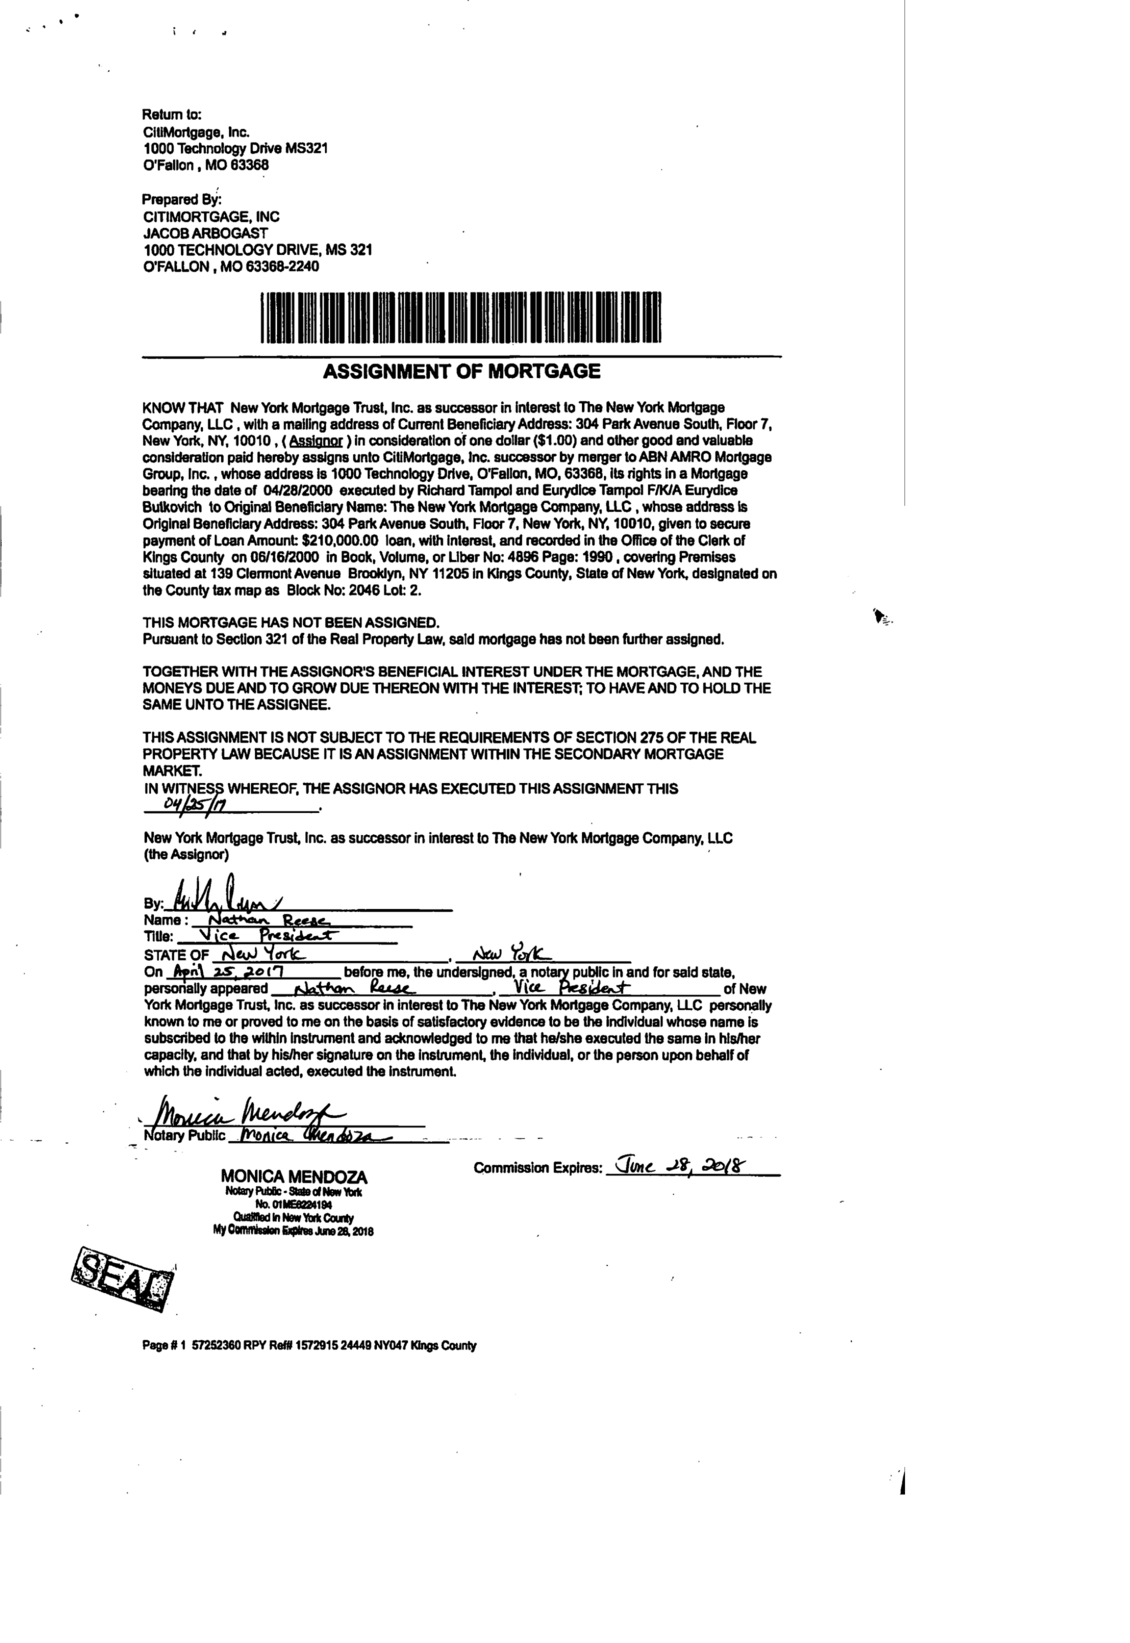 Return to:
CitiMortgage, Inc.
1000 Technology Drive MS321
O'Fallon , MO 63368
Prepared By:
CITIMORTGAGE, INC
JACOB ARBOGAST
1000 TECHNOLOGY DRIVE, MS 321
O'FALLON , MO 63368-2240
ASSIGNMENT OF MORTGAGE
KNOW THAT New York Mortgage Trust, Inc. as successor in interest to The New York Mortgage
Company, LLC , with a mailing address of Current Beneficiary Address: 304 Park Avenue South, Floor 7,
New York, NY, 10010 , ( Assignor ) in consideration of one dollar ($1.00) and other good and valuable
consideration paid hereby assigns unto CitiMortgage, Inc. successor by merger to ABN AMRO Mortgage
Group, Inc. , whose address is 1000 Technology Drive, O'Fallon, MO, 63368, its rights in a Mortgage
bearing the date of 04/28/2000 executed by Richard Tampol and Eurydice Tampol F/K/A Eurydice
Butkovich to Original Beneficiary Name: The New York Mortgage Company, LLC , whose address is
Original Beneficiary Address: 304 Park Avenue South, Floor 7, New York, NY, 10010, given to secure
payment of Loan Amount: $210,000.00 loan, with interest, and recorded in the Office of the Clerk of
Kings County on 06/16/2000 in Book, Volume, or Liber No: 4896 Page: 1990 , covering Premises
situated at 139 Clermont Avenue Brooklyn, NY 11205 in Kings County, State of New York, designated on
the County tax map as Block No: 2046 Lot: 2.
THIS MORTGAGE HAS NOT BEEN ASSIGNED.
Pursuant to Section 321 of the Real Property Law, said mortgage has not been further assigned.
TOGETHER WITH THE ASSIGNOR'S BENEFICIAL INTEREST UNDER THE MORTGAGE, AND THE
MONEYS DUE AND TO GROW DUE THEREON WITH THE INTEREST; TO HAVE AND TO HOLD THE
SAME UNTO THE ASSIGNEE.
THIS ASSIGNMENT IS NOT SUBJECT TO THE REQUIREMENTS OF SECTION 275 OF THE REAL
PROPERTY LAW BECAUSE IT IS AN ASSIGNMENT WITHIN THE SECONDARY MORTGAGE
MARKET.
IN WITNESS WHEREOF, THE ASSIGNOR HAS EXECUTED THIS ASSIGNMENT THIS
04/25/17.
New York Mortgage Trust, Inc. as successor in interest to The New York Mortgage Company, LLC
(the Assignor)
By:
Name : Nathan Reese
Title: Vice President
STATE OF New York , New York
On April 25, 2017 before me, the undersigned, a notary public in and for said state,
personally appeared Nathan Reese , Vice President of New
York Mortgage Trust, Inc. as successor in interest to The New York Mortgage Company, LLC personally
known to me or proved to me on the basis of satisfactory evidence to be the individual whose name is
subscribed to the within instrument and acknowledged to me that he/she executed the same in his/her
capacity, and that by his/her signature on the instrument, the individual, or the person upon behalf of
which the individual acted, executed the instrument.
Monica Mendoza
Notary Public Monica Mendoza
Commission Expires: June 28, 2018
MONICA MENDOZA
Notary Public - State of New York
No. 01ME6224194
Qualified in New York County
My Commission Expires June 28, 2018
SEAL
Page # 1 57252360 RPY Ref# 1572915 24449 NY047 Kings County